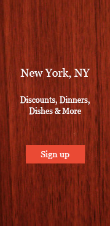 New York, NY
Discounts, Dinners,
Dishes & More
Sign up